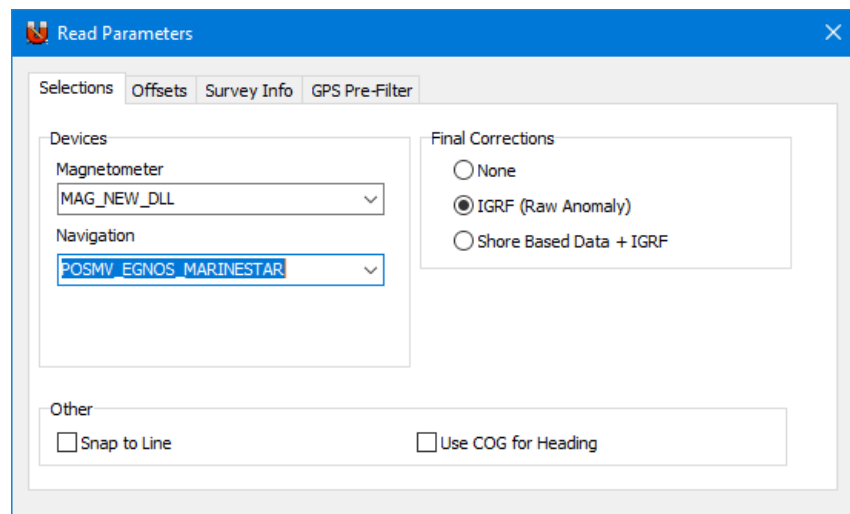 Read Parameters
Selections Offsets Survey Info GPS Pre-Filter
Devices
Magnetometer
MAG_NEW_DLL
Navigation
POSMV_EGNOS_MARINESTAR
Final Corrections
None
IGRF (Raw Anomaly)
Shore Based Data + IGRF
Other
Snap to Line
Use COG for Heading